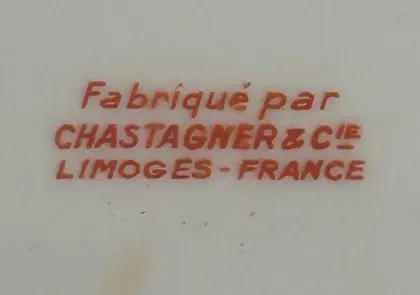 Fabriqué par
CHASTAGNER & CIE
LIMOGES - FRANCE